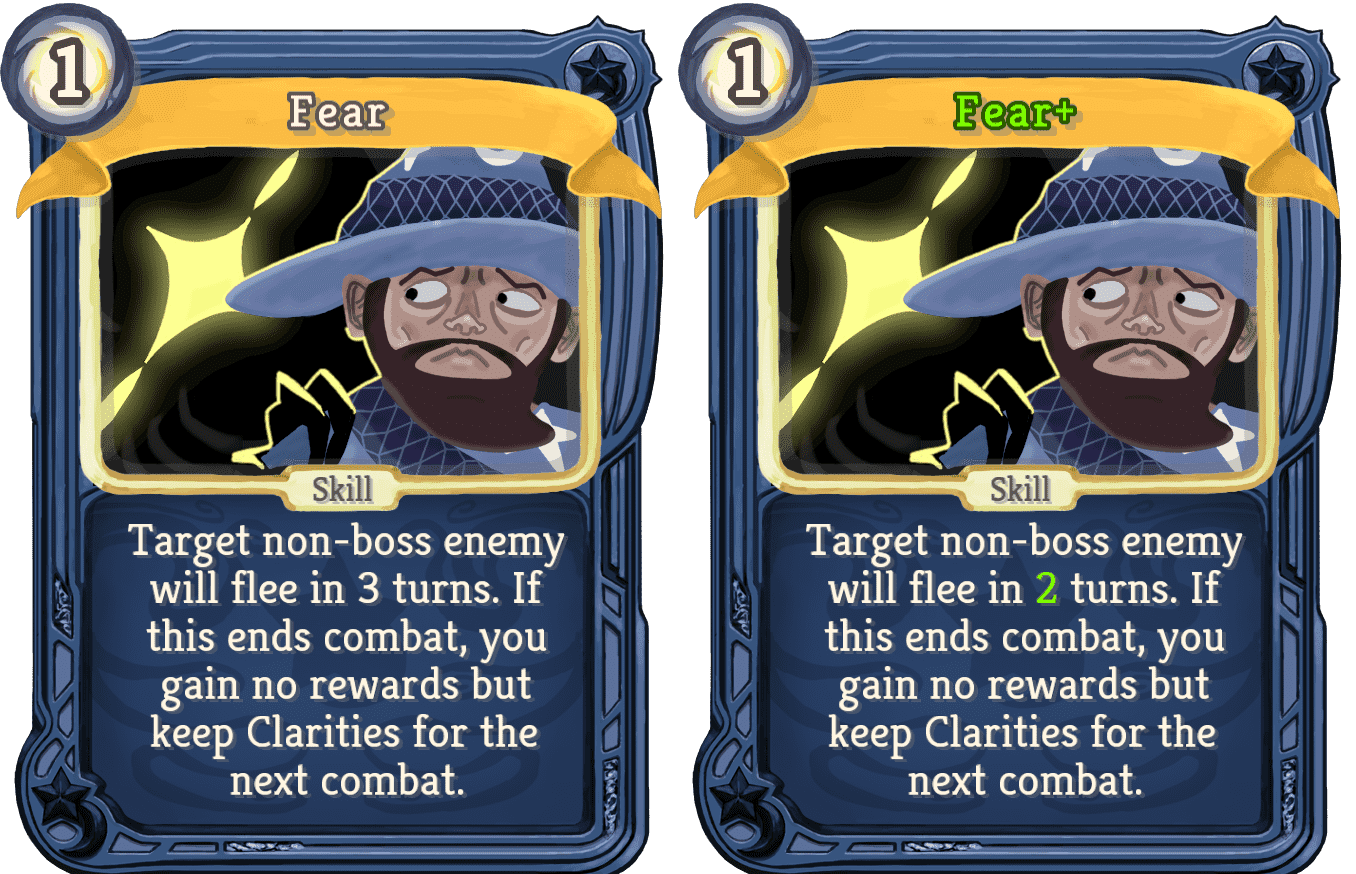 1
Fear
Skill
Target non-boss enemy
will flee in 3 turns. If
this ends combat, you
gain no rewards but
keep Clarities for the
next combat.
1
Fear+
Skill
Target non-boss enemy
will flee in 2 turns. If
this ends combat, you
gain no rewards but
keep Clarities for the
next combat.